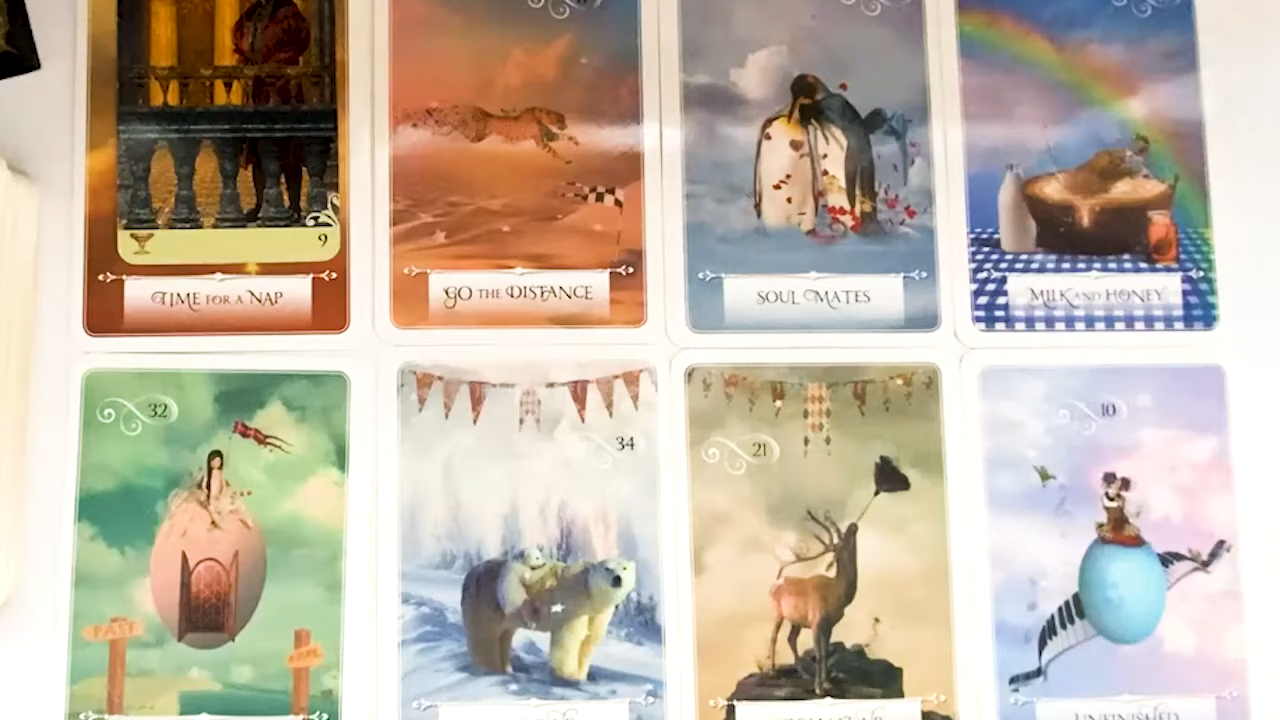 9
TIME FOR A NAP
GO THE DISTANCE
SOUL MATES
MILK AND HONEY
32
34
21
10
PAST
UNFINISHED